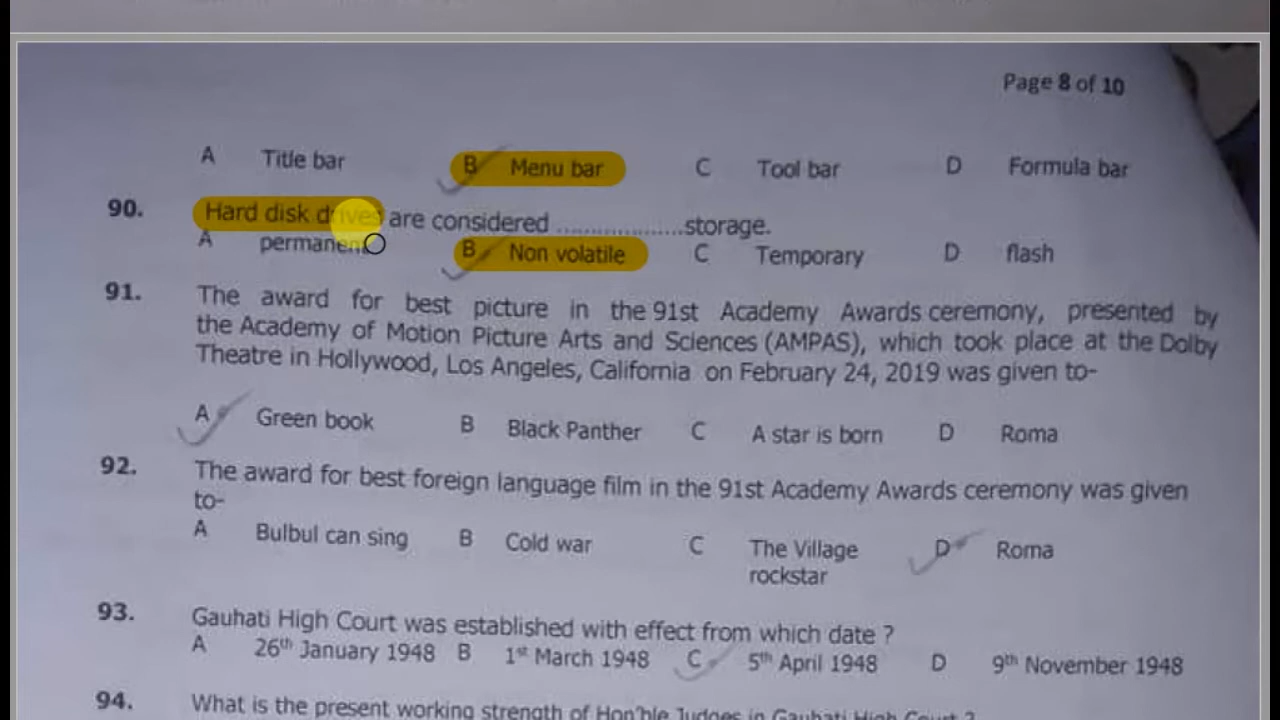 Page 8 of 10
A Title bar B Menu bar C Tool bar D Formula bar
90. Hard disk drives are considered ...................storage.
A permanent B Non volatile C Temporary D flash
91. The award for best picture in the 91st Academy Awards ceremony, presented by
the Academy of Motion Picture Arts and Sciences (AMPAS), which took place at the Dolby
Theatre in Hollywood, Los Angeles, California on February 24, 2019 was given to-
A Green book B Black Panther C A star is born D Roma
92. The award for best foreign language film in the 91st Academy Awards ceremony was given
to-
A Bulbul can sing B Cold war C The Village D Roma
rockstar
93. Gauhati High Court was established with effect from which date ?
A 26th January 1948 B 1st March 1948 C 5th April 1948 D 9th November 1948
94. What is the present working strength of Hon'ble Judges in Gauhati High Court ?